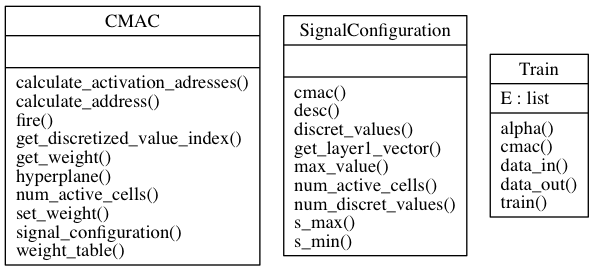 CMAC
calculate_activation_adresses()
calculate_address()
fire()
get_discretized_value_index()
get_weight()
hyperplane()
num_active_cells()
set_weight()
signal_configuration()
weight_table()
SignalConfiguration
cmac()
desc()
discret_values()
get_layer1_vector()
max_value()
num_active_cells()
num_discret_values()
s_max()
s_min()
Train
E : list
alpha()
cmac()
data_in()
data_out()
train()